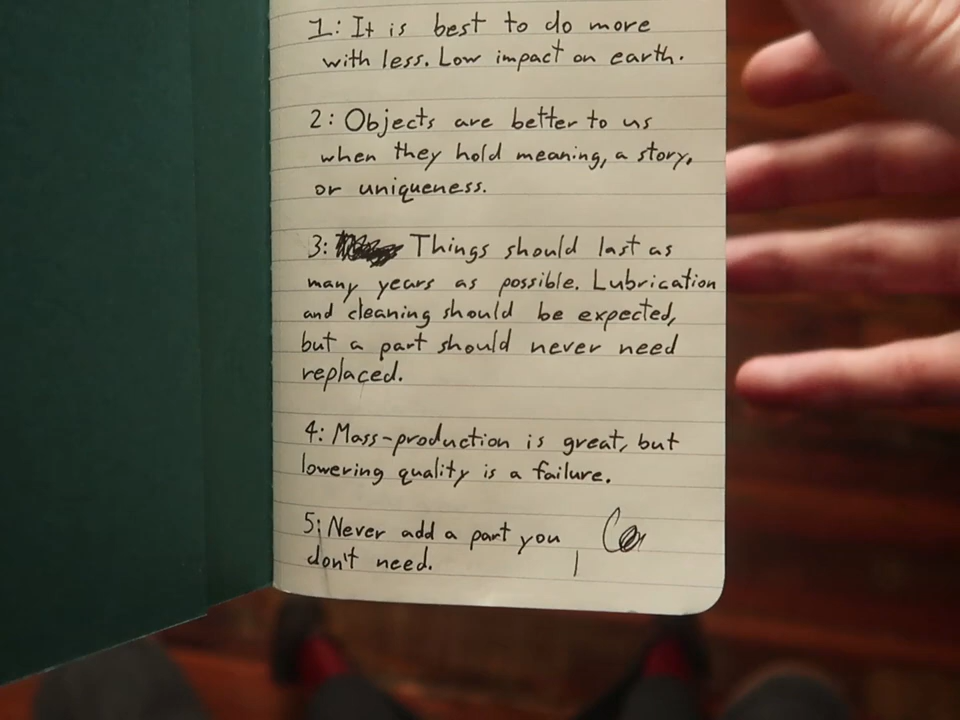 1: It is best to do more
with less. Low impact on earth.
2: Objects are better to us
when they hold meaning, a story,
or uniqueness.
3: Things should last as
many years as possible. Lubrication
and cleaning should be expected,
but a part should never need
replaced.
4: Mass-production is great, but
lowering quality is a failure.
5: Never add a part you
don't need.